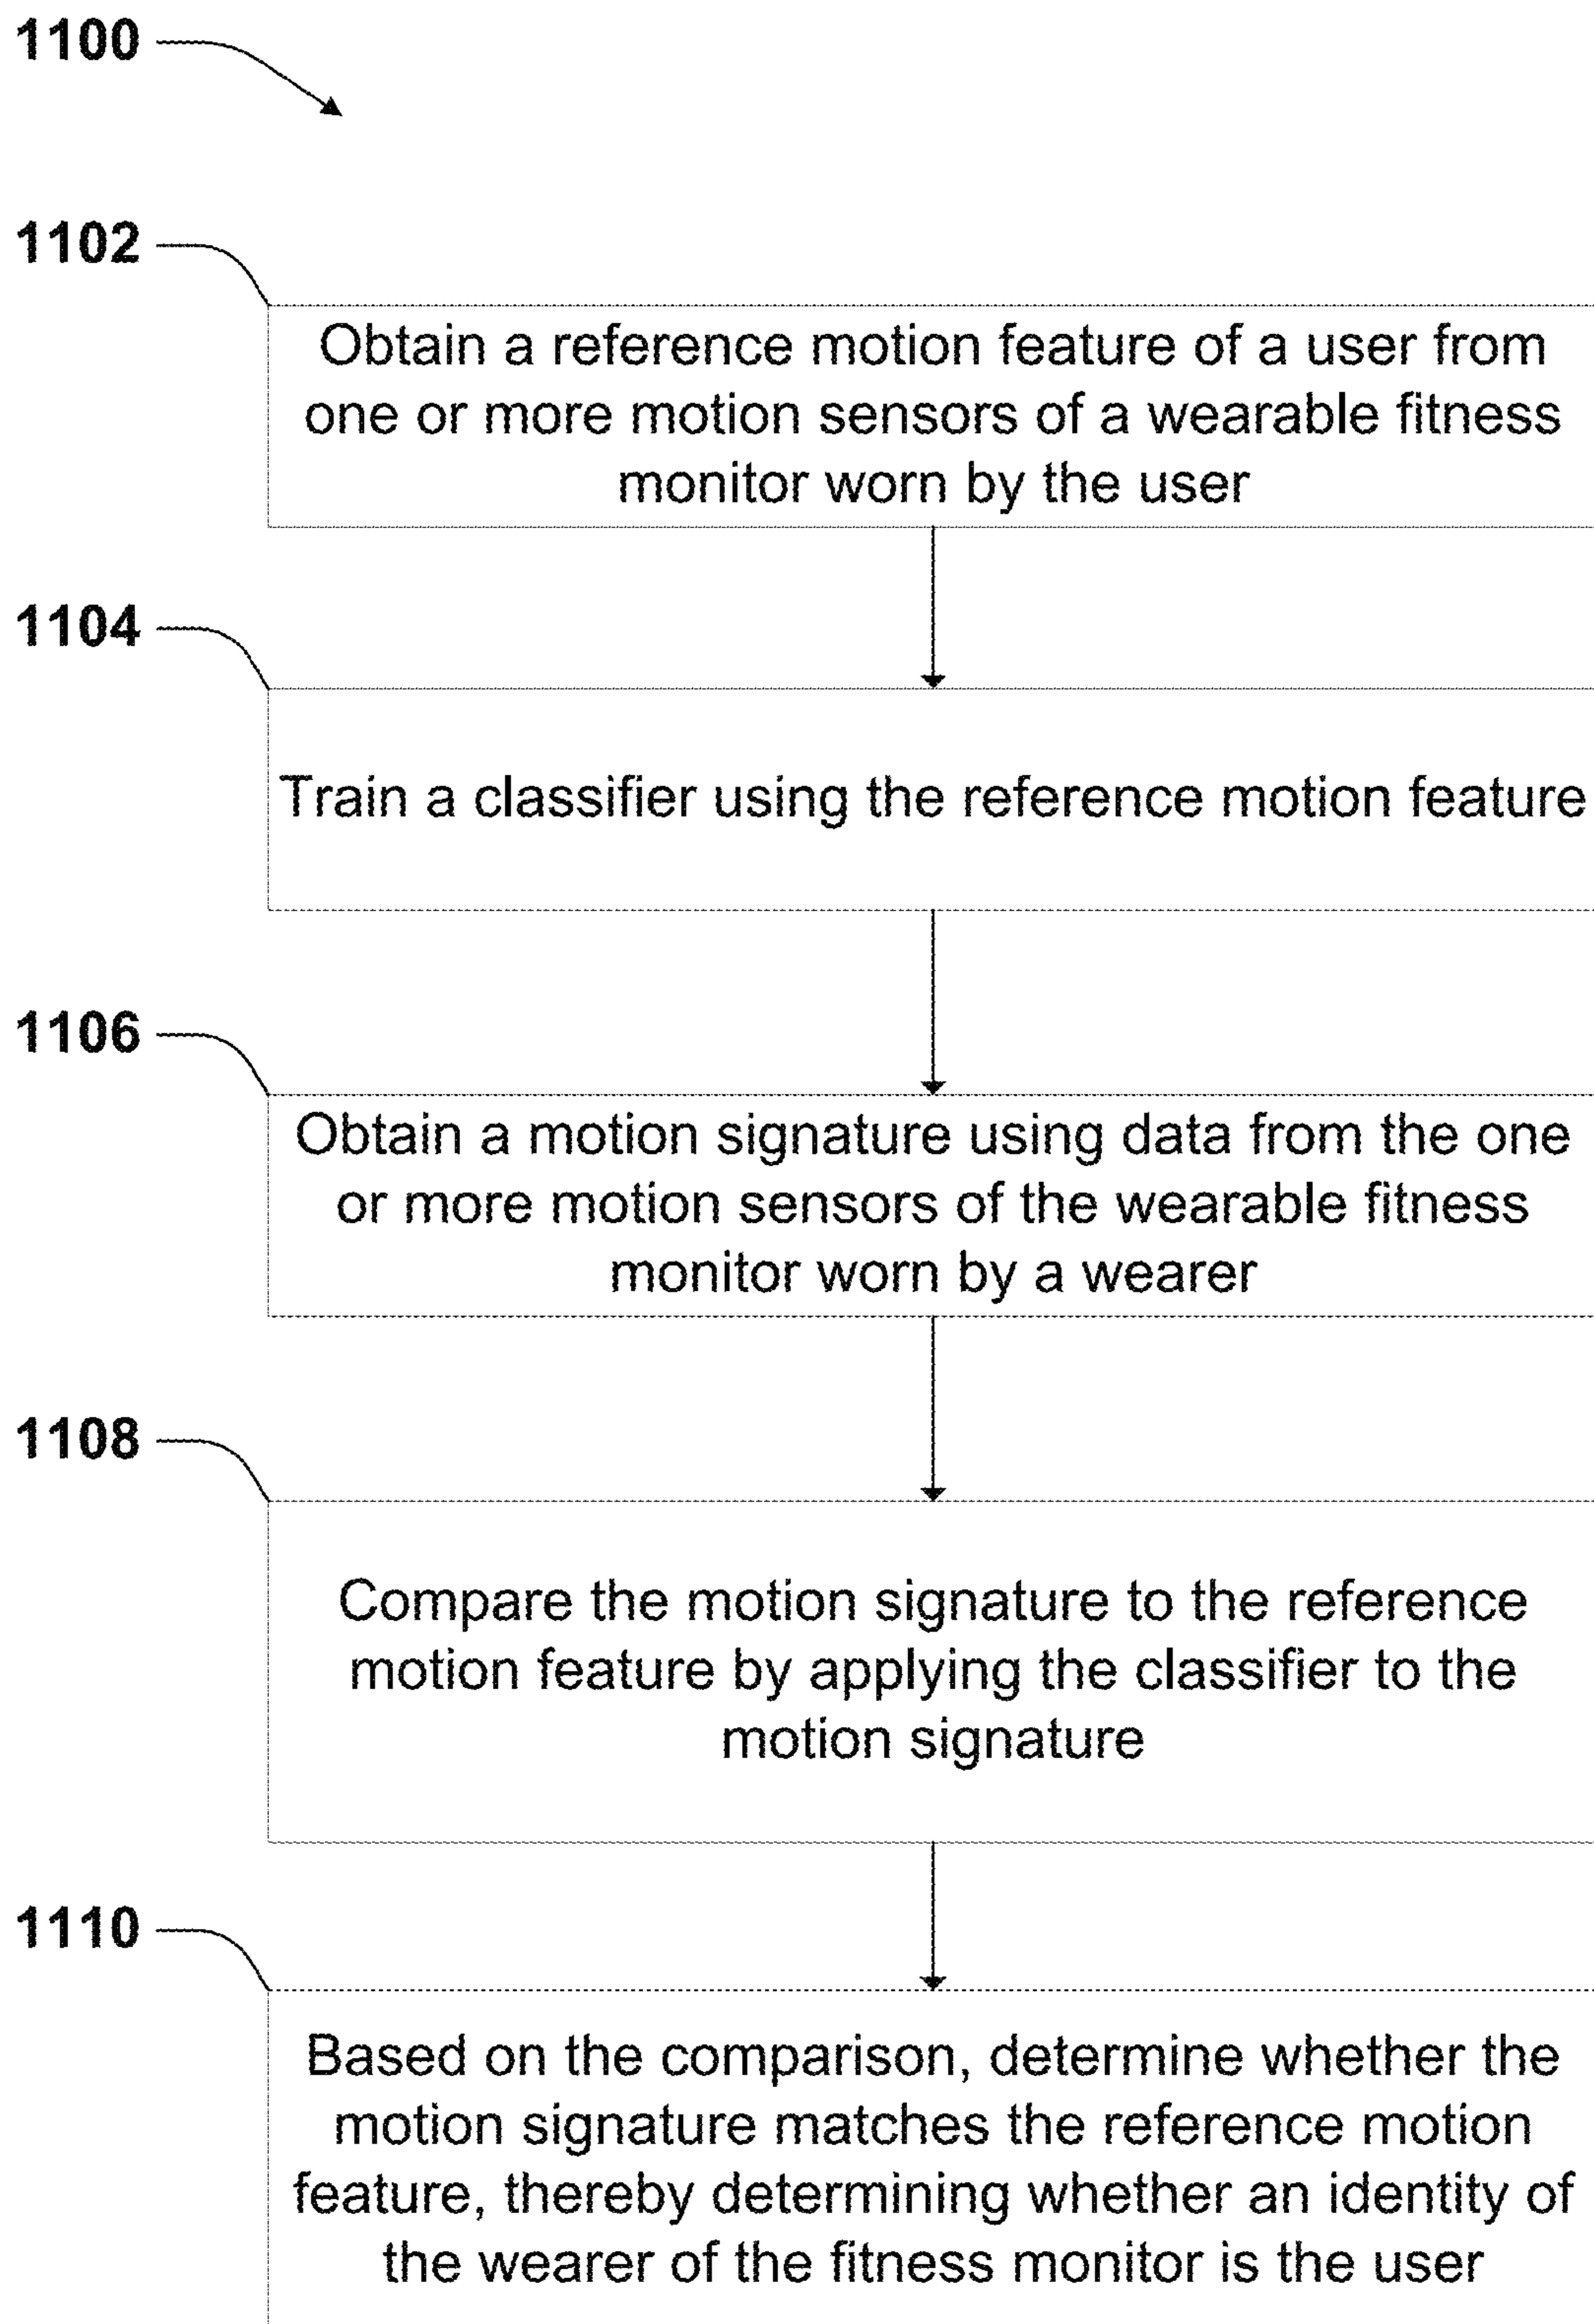 1100
1102
Obtain a reference motion feature of a user from
one or more motion sensors of a wearable fitness
monitor worn by the user
1104
Train a classifier using the reference motion feature
1106
Obtain a motion signature using data from the one
or more motion sensors of the wearable fitness
monitor worn by a wearer
1108
Compare the motion signature to the reference
motion feature by applying the classifier to the
motion signature
1110
Based on the comparison, determine whether the
motion signature matches the reference motion
feature, thereby determining whether an identity of
the wearer of the fitness monitor is the user